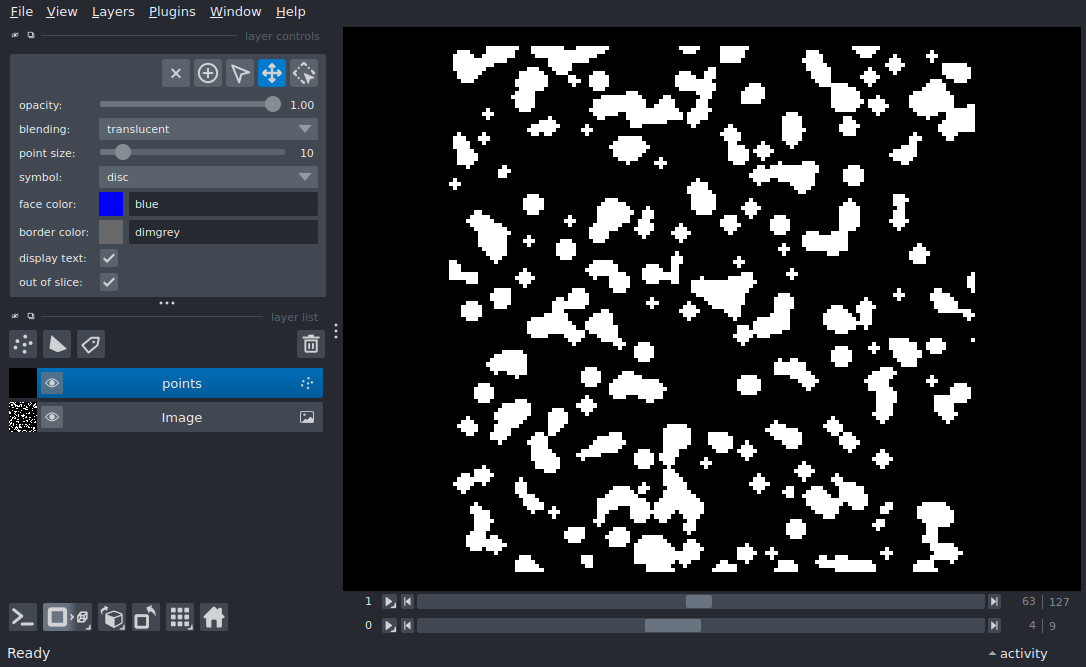 File View Layers Plugins Window Help
layer controls
opacity: 1.00
blending: translucent
point size: 10
symbol: disc
face color: blue
border color: dimgrey
display text:
out of slice:
layer list
points
Image
1 63 127
0 4 9
Ready activity